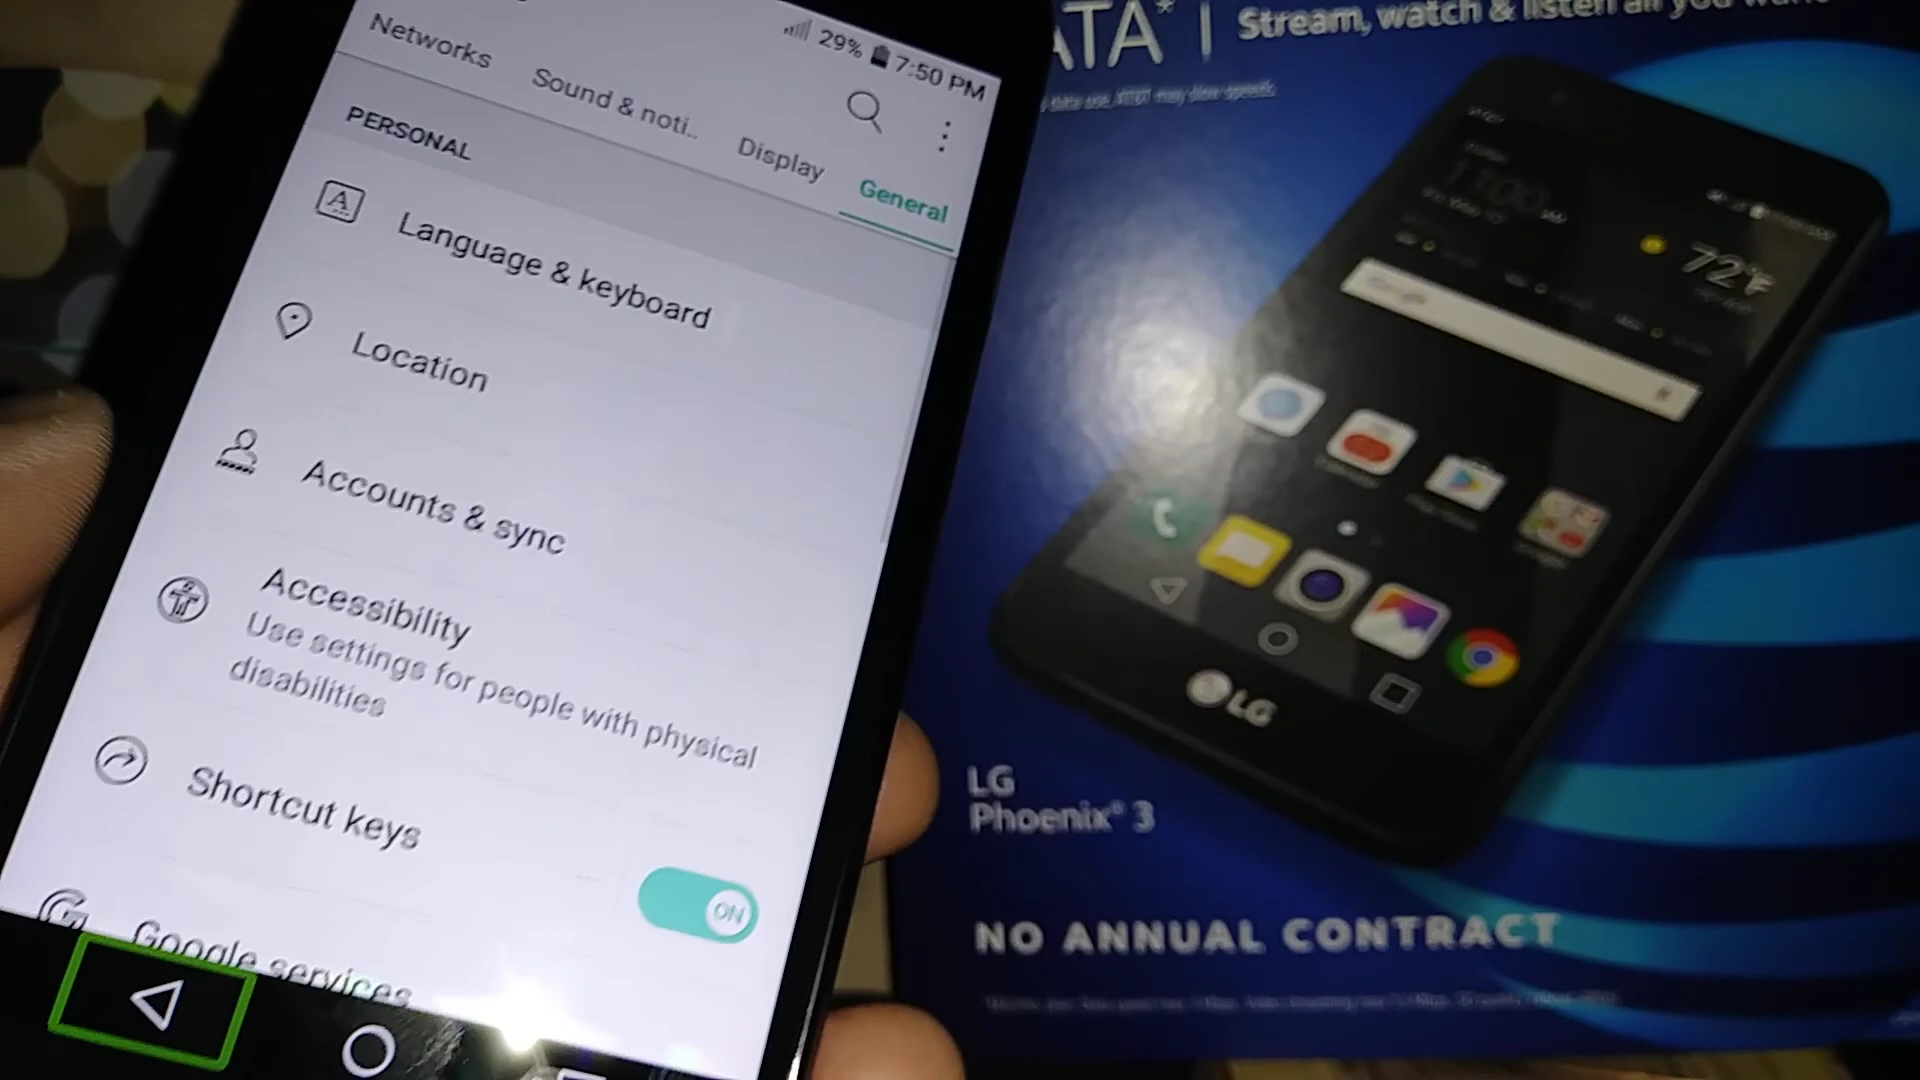 29% 7:50 PM
Networks
Sound & noti..
Display
General
PERSONAL
Language & keyboard
Location
Accounts & sync
Accessibility
Use settings for people with physical
disabilities
Shortcut keys
ON
Google services
ATA* | Stream, watch & listen all you want
72°F
LG
LG
Phoenix® 3
NO ANNUAL CONTRACT